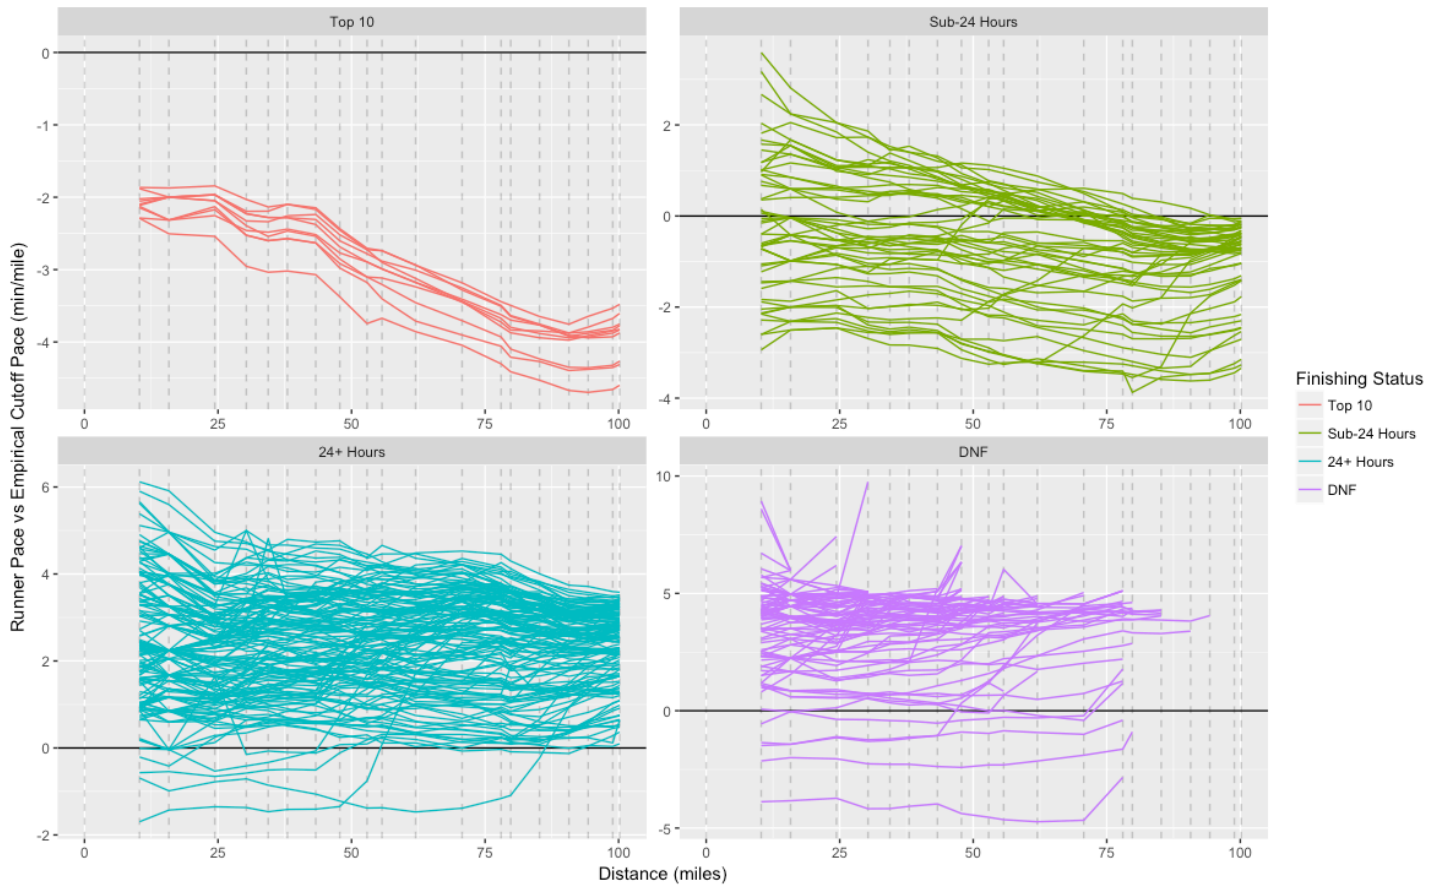 Top 10
Sub-24 Hours
0
-1
-2
-3
-4
2
0
-2
-4
0 25 50 75 100
0 25 50 75 100
24+ Hours
DNF
6
4
2
0
-2
10
5
0
-5
0 25 50 75 100
0 25 50 75 100
Distance (miles)
Runner Pace vs Empirical Cutoff Pace (min/mile)
Finishing Status
Top 10
Sub-24 Hours
24+ Hours
DNF